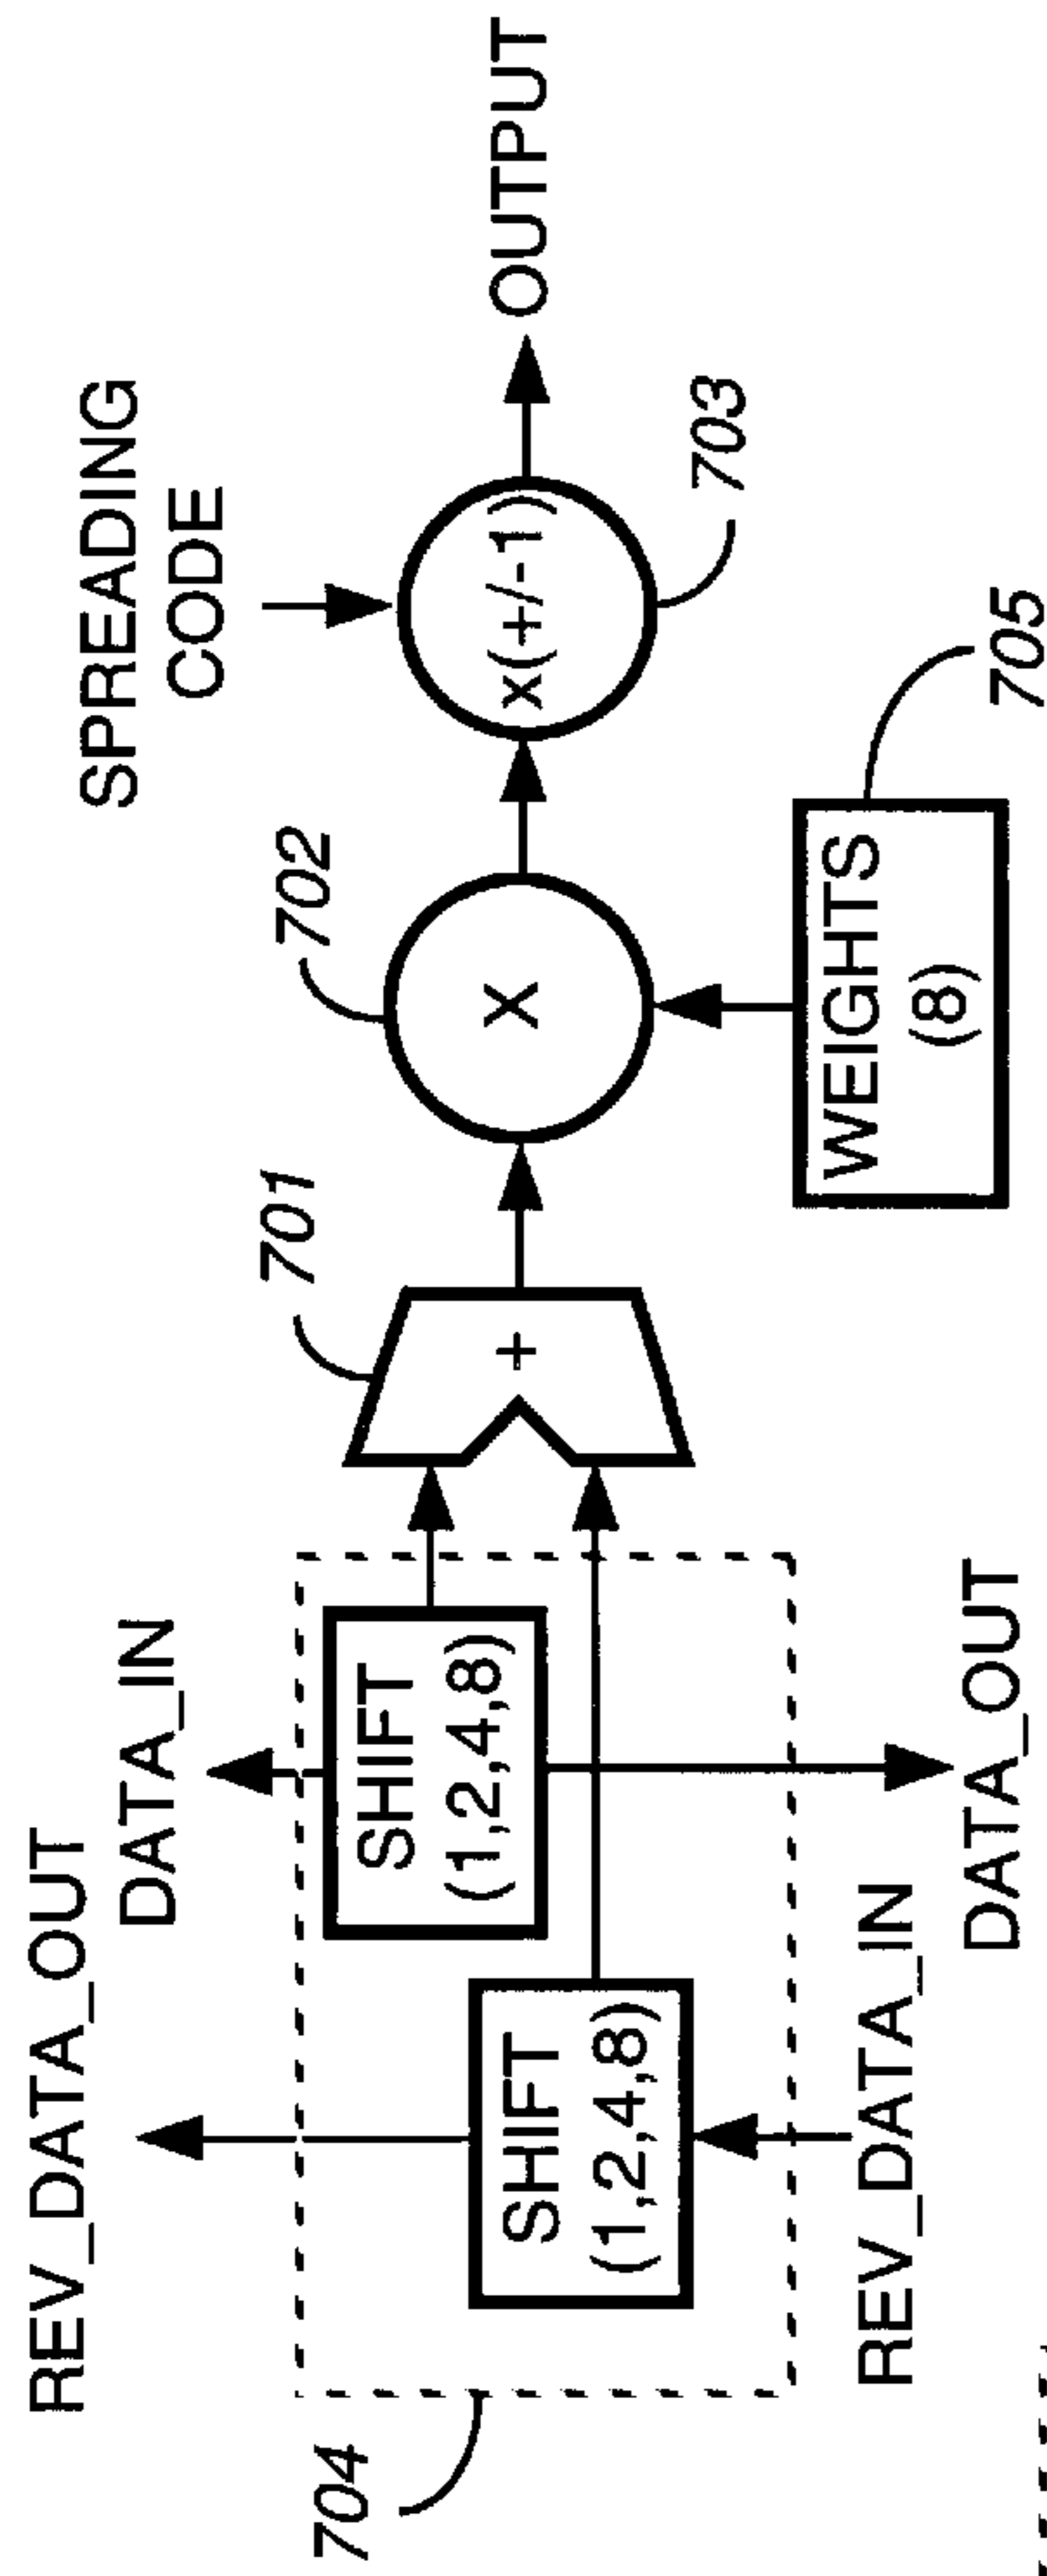 REV_DATA_OUT
DATA_IN
SPREADING
CODE
704
SHIFT
(1,2,4,8)
SHIFT
(1,2,4,8)
701
+
702
X
x(+/-1)
OUTPUT
703
WEIGHTS
(8)
705
REV_DATA_IN
DATA_OUT